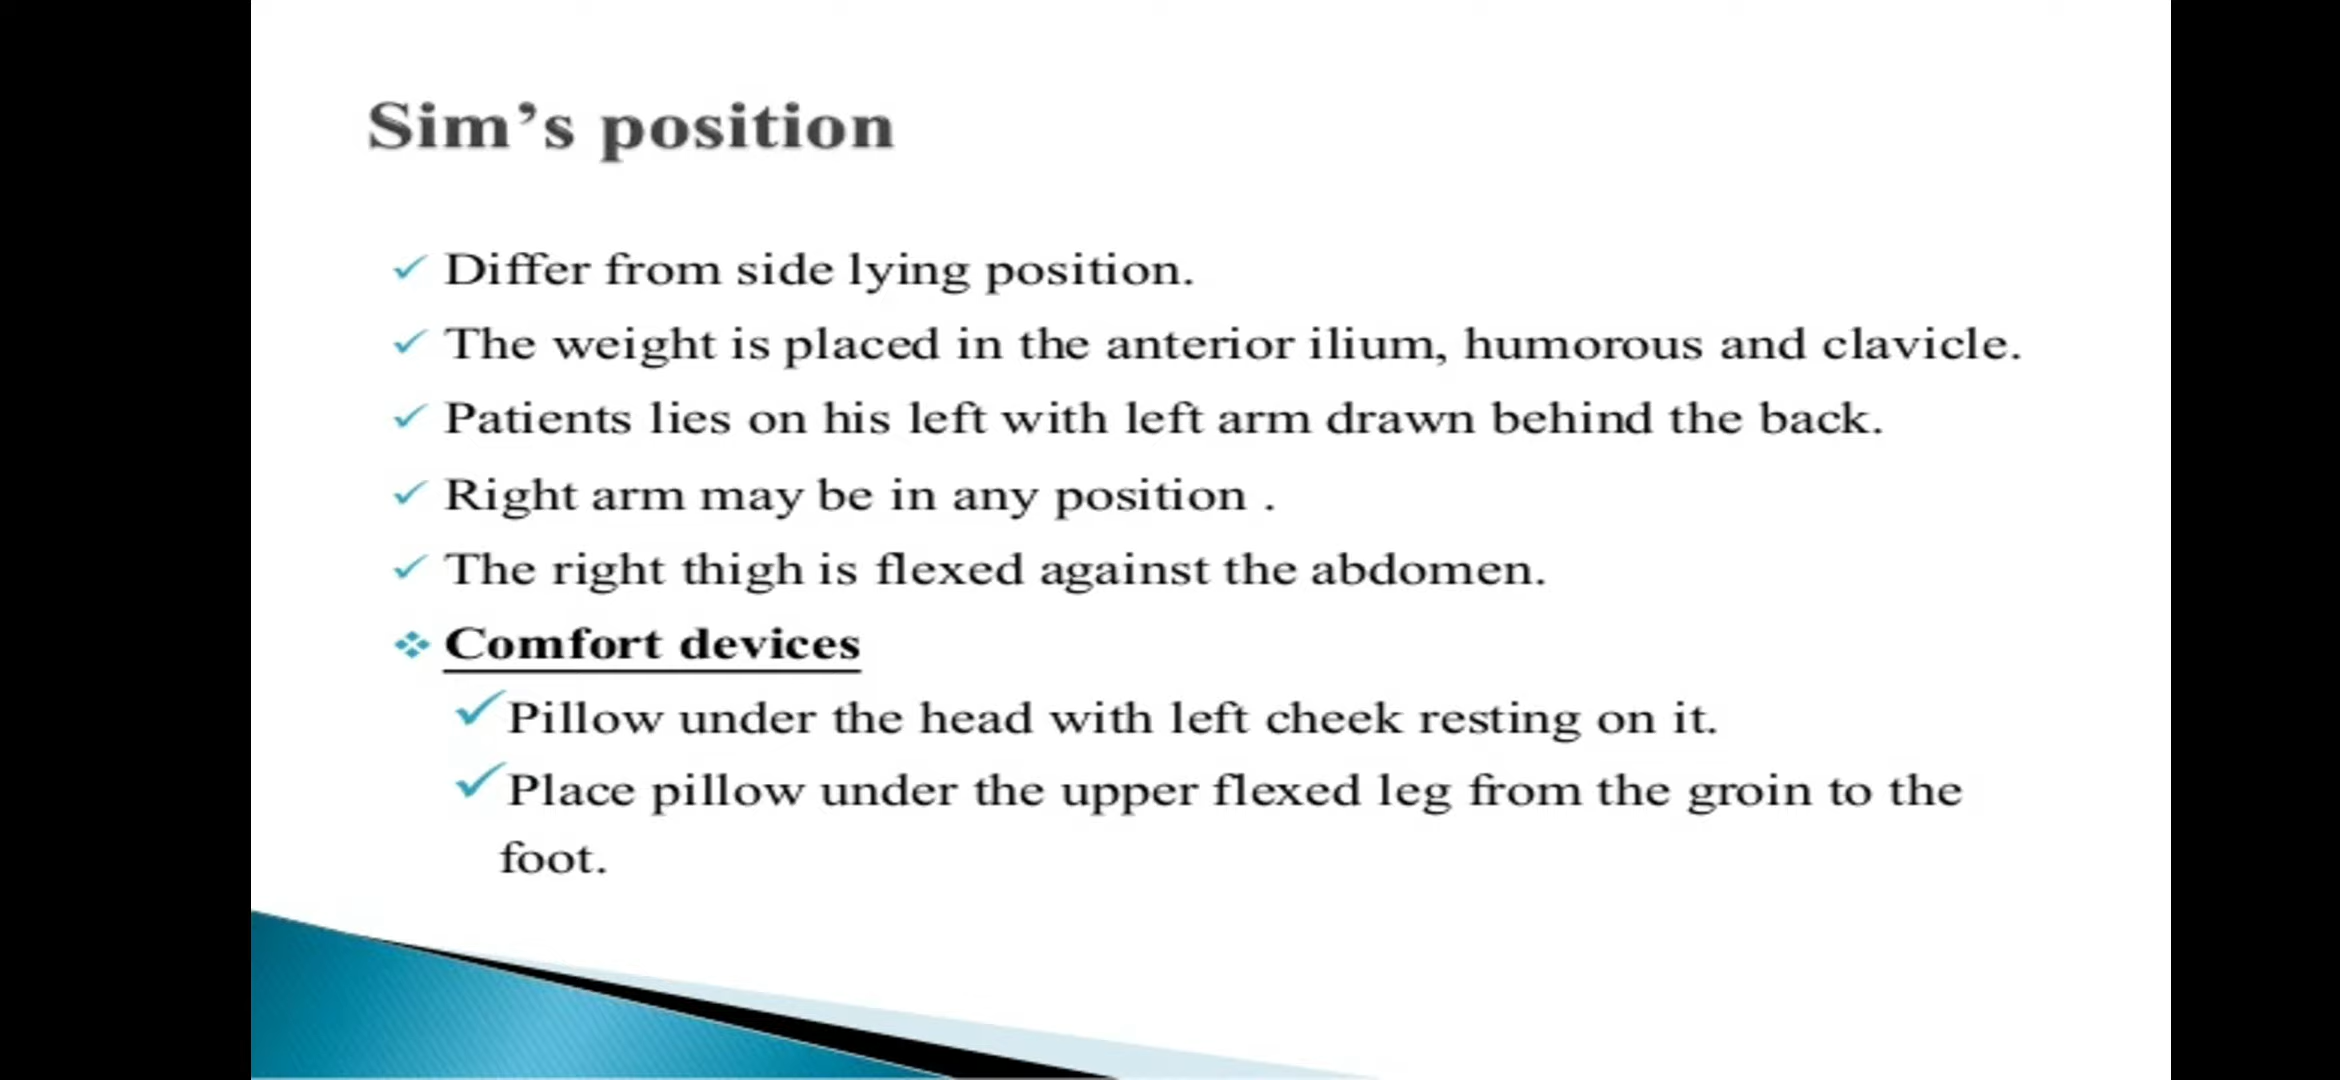 Sim’s position
Differ from side lying position.
The weight is placed in the anterior ilium, humorous and clavicle.
Patients lies on his left with left arm drawn behind the back.
Right arm may be in any position .
The right thigh is flexed against the abdomen.
Comfort devices
Pillow under the head with left cheek resting on it.
Place pillow under the upper flexed leg from the groin to the
foot.